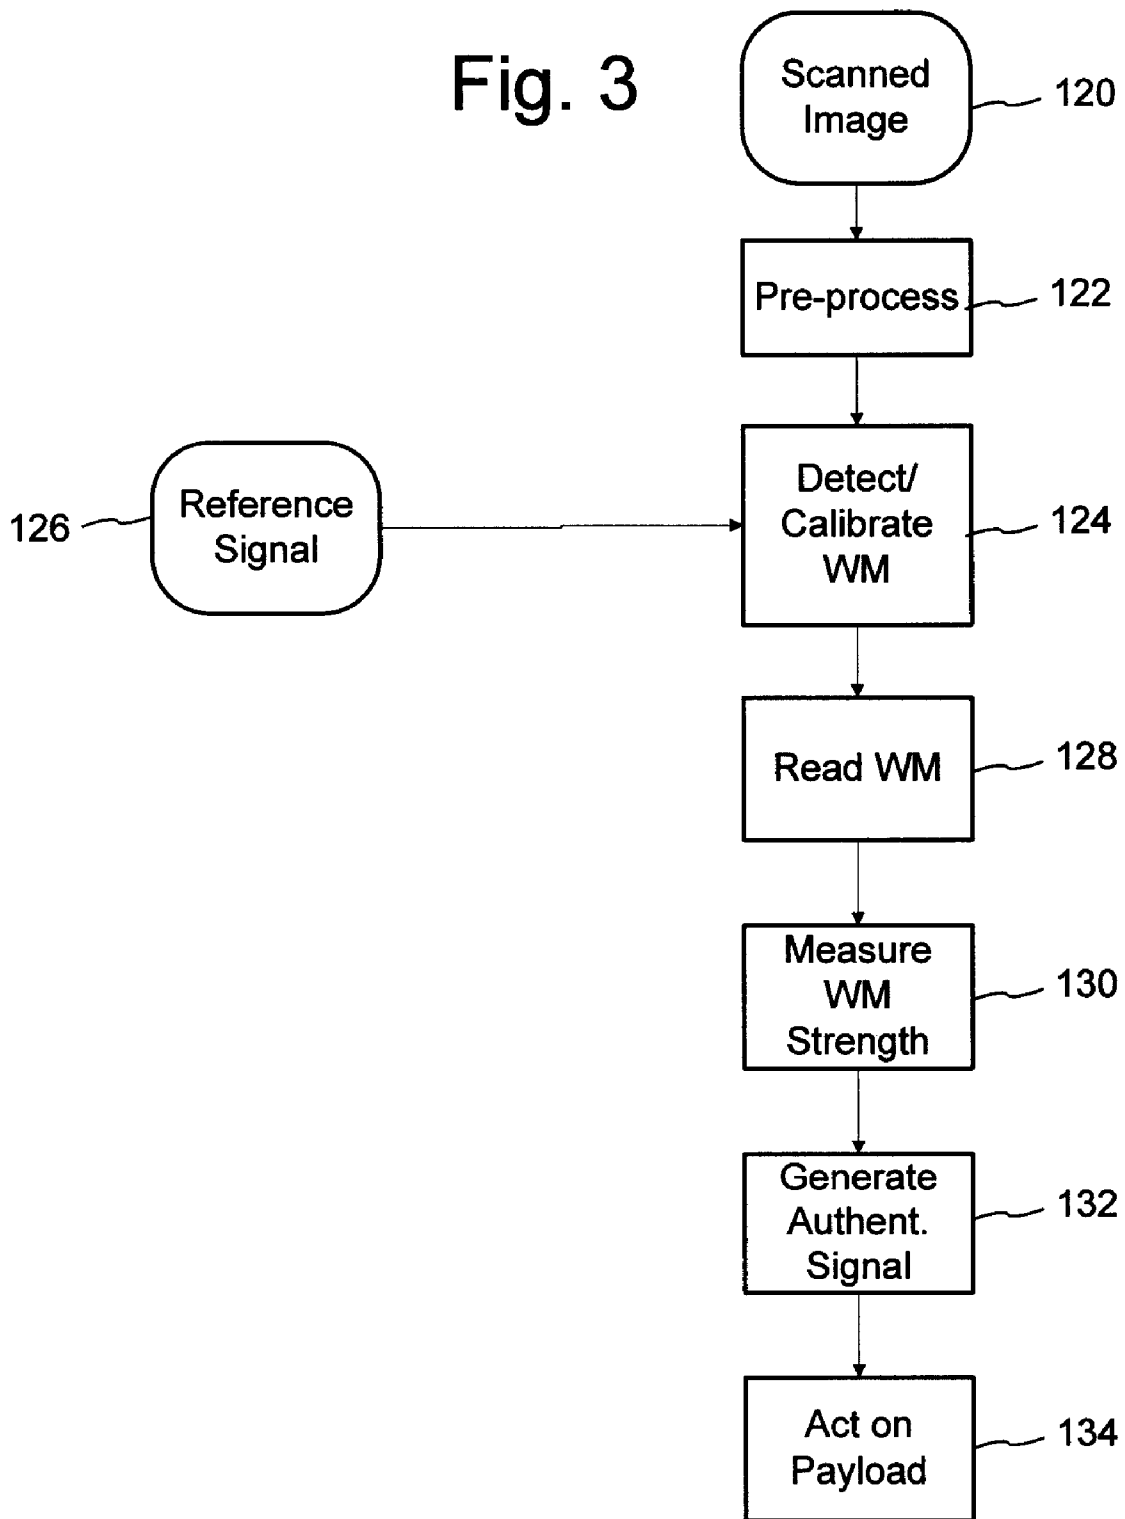 Fig. 3
Scanned
Image
120
Pre-process
122
Detect/
Calibrate
WM
124
Reference
Signal
126
Read WM
128
Measure
WM
Strength
130
Generate
Authent.
Signal
132
Act on
Payload
134